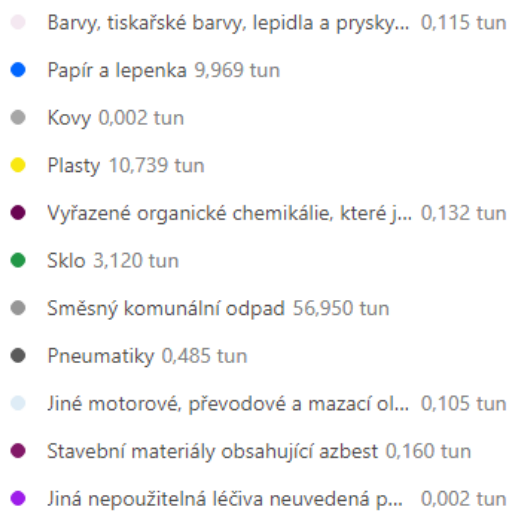 Barvy, tiskařské barvy, lepidla a prysky... 0,115 tun
Papír a lepenka 9,969 tun
Kovy 0,002 tun
Plasty 10,739 tun
Vyřazené organické chemikálie, které j... 0,132 tun
Sklo 3,120 tun
Směsný komunální odpad 56,950 tun
Pneumatiky 0,485 tun
Jiné motorové, převodové a mazací ol... 0,105 tun
Stavební materiály obsahující azbest 0,160 tun
Jiná nepoužitelná léčiva neuvedená p... 0,002 tun